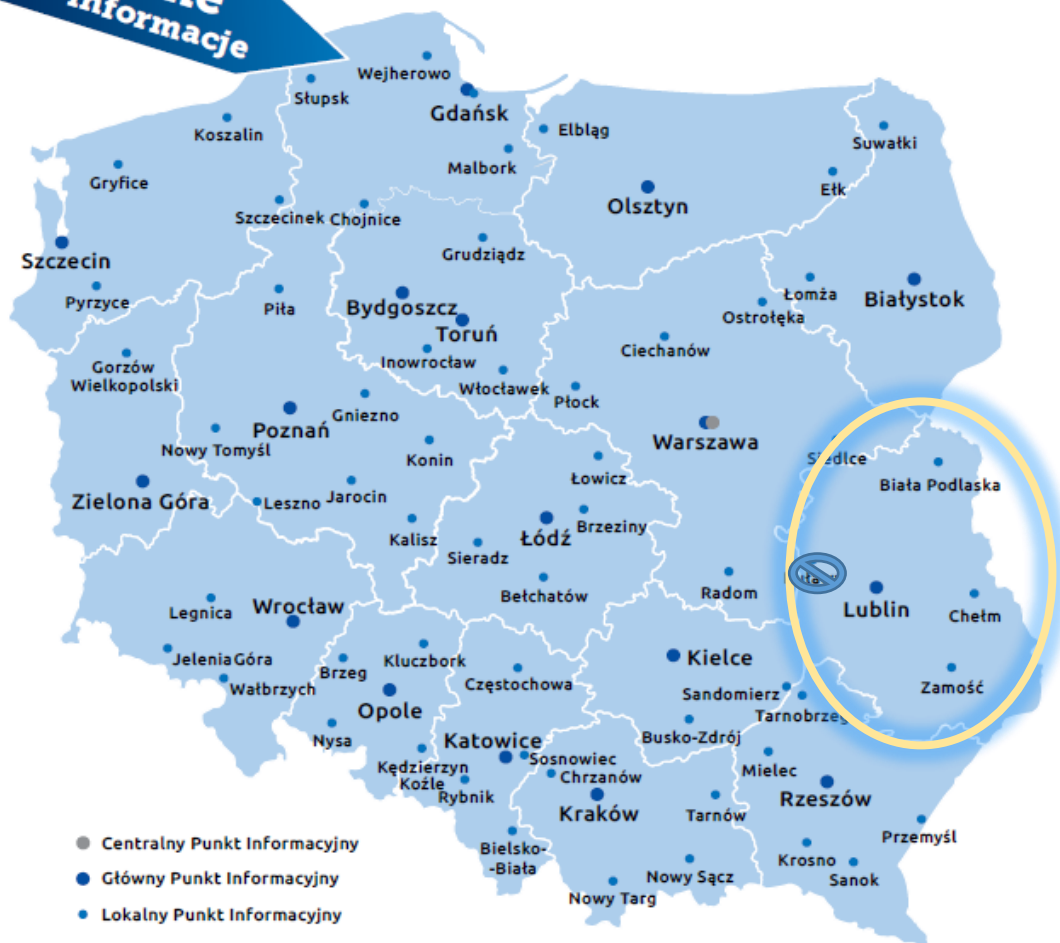 informacje
Wejherowo
Słupsk
Gdańsk
Koszalin
Elbląg
Suwałki
Malbork
Gryfice
Ełk
Olsztyn
Szczecinek
Chojnice
Grudziądz
Szczecin
Pyrzyce
Piła
Bydgoszcz
Łomża
Białystok
Ostrołęka
Toruń
Ciechanów
Inowrocław
Gorzów
Wielkopolski
Włocławek
Płock
Gniezno
Poznań
Warszawa
Nowy Tomyśl
Konin
Siedlce
Łowicz
Biała Podlaska
Zielona Góra
Leszno
Jarocin
Brzeziny
Kalisz
Łódź
Sieradz
Bełchatów
Radom
Lublin
Legnica
Wrocław
Chełm
Jelenia Góra
Brzeg
Kluczbork
Kielce
Wałbrzych
Częstochowa
Zamość
Sandomierz
Opole
Tarnobrzeg
Nysa
Katowice
Busko-Zdrój
Sosnowiec
Kędzierzyn
Koźle
Chrzanów
Mielec
Rybnik
Rzeszów
Kraków
Tarnów
Przemyśl
Bielsko-
-Biała
Krosno
Nowy Sącz
Sanok
Nowy Targ
Centralny Punkt Informacyjny
Główny Punkt Informacyjny
Lokalny Punkt Informacyjny